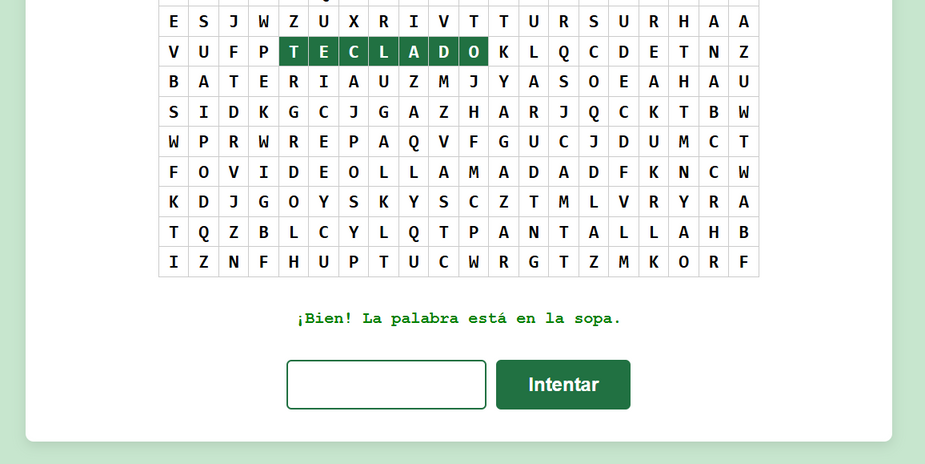 E S J W Z U X R I V T T U R S U R H A A
V U F P T E C L A D O K L Q C D E T N Z
B A T E R I A U Z M J Y A S O E A H A U
S I D K G C J G A Z H A R J Q C K T B W
W P R W R E P A Q V F G U C J D U M C T
F O V I D E O L L A M A D A D F K N C W
K D J G O Y S K Y S C Z T M L V R Y R A
T Q Z B L C Y L Q T P A N T A L L A H B
I Z N F H U P T U C W R G T Z M K O R F
¡Bien! La palabra está en la sopa.
Intentar